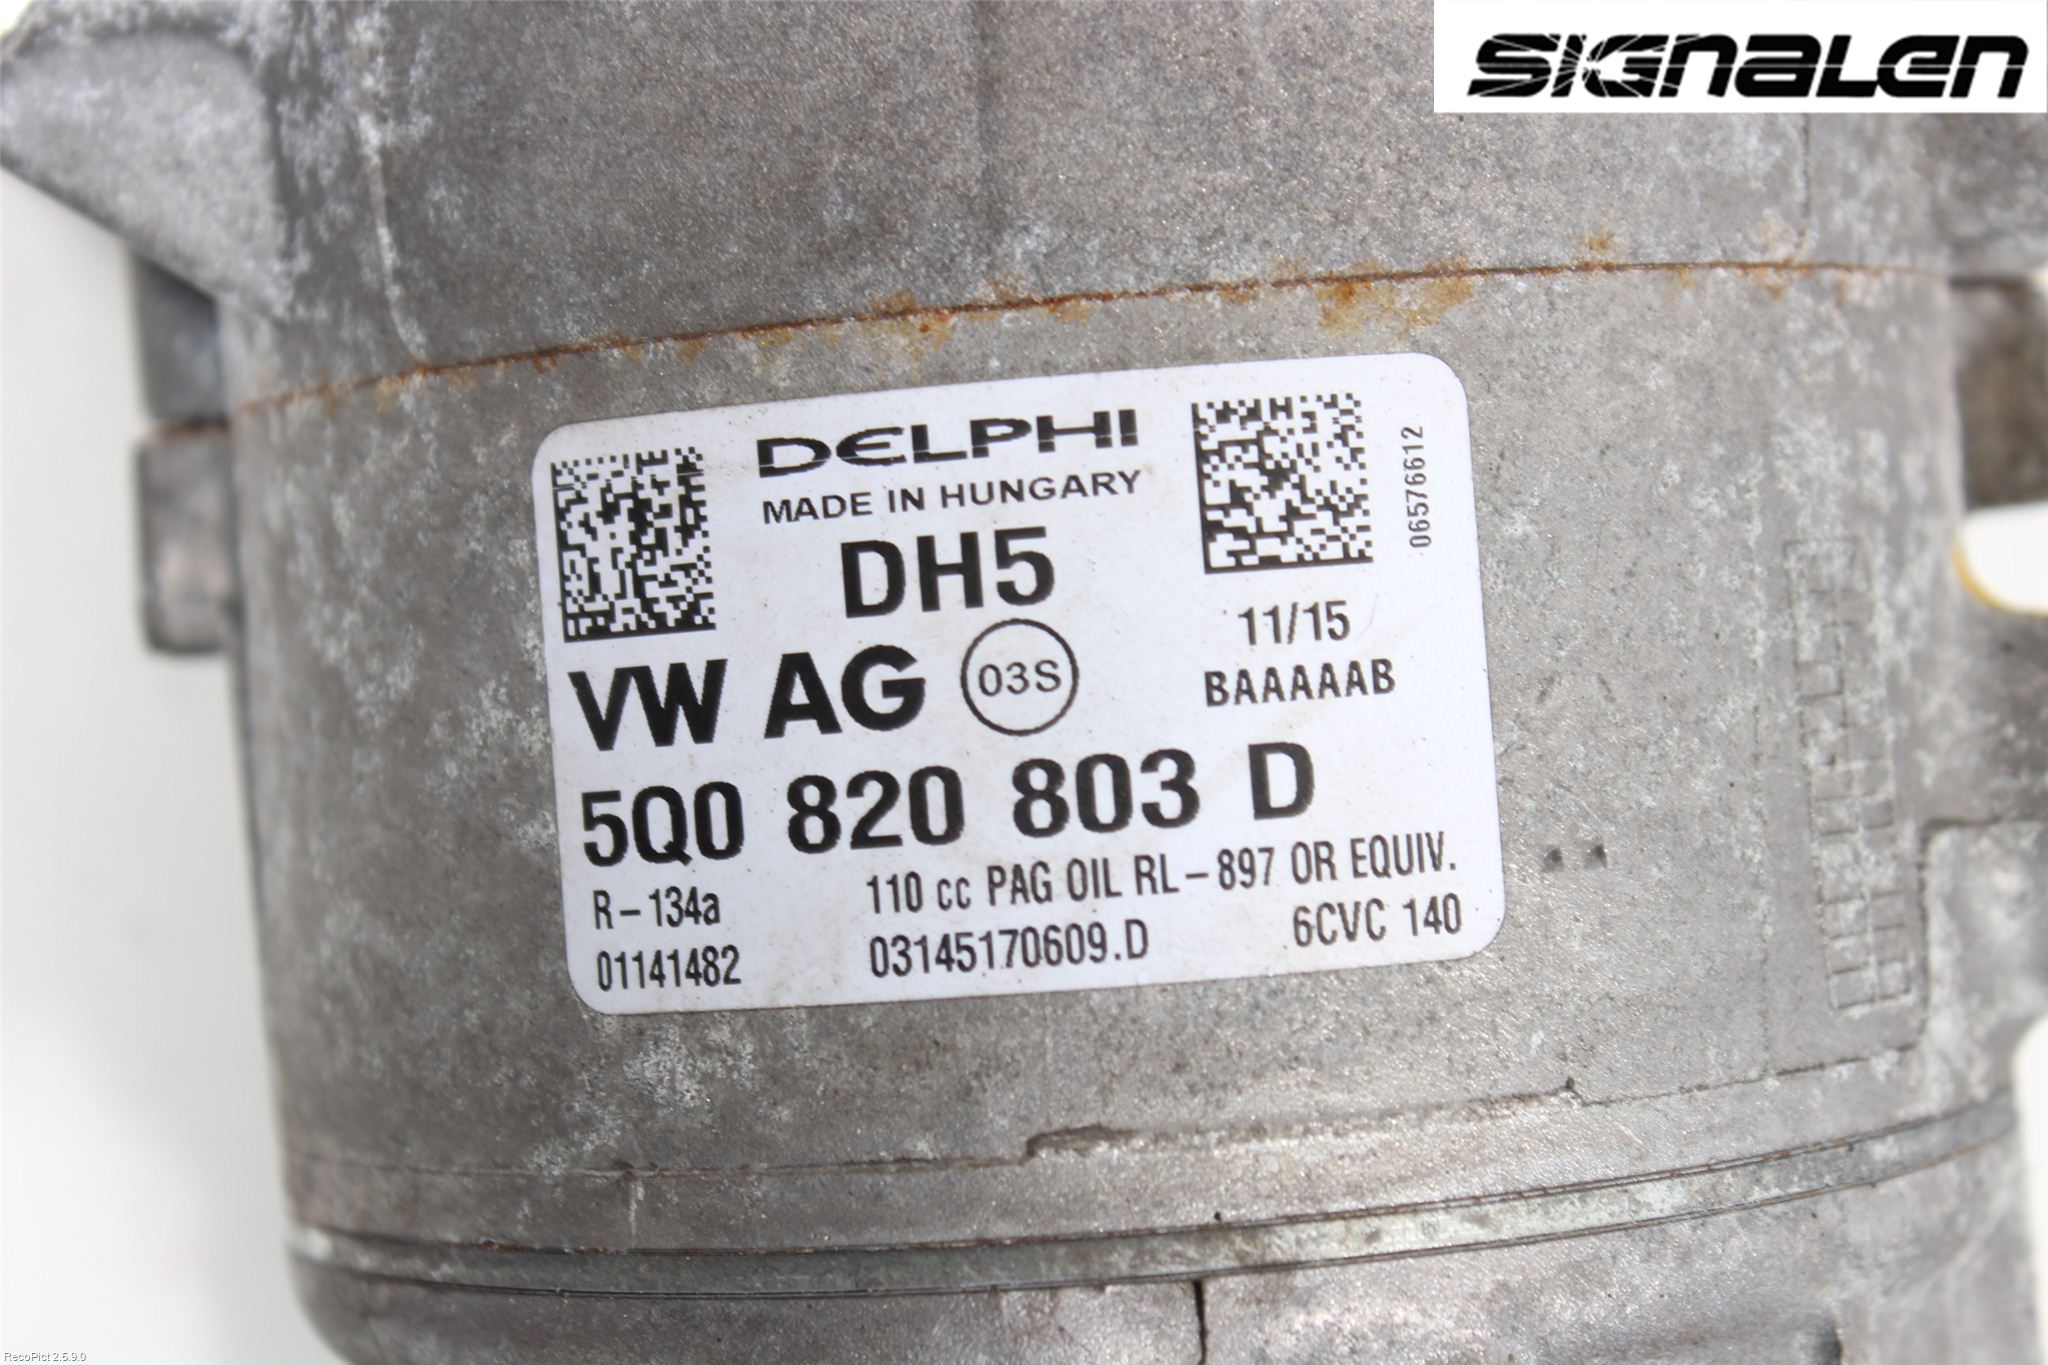 SIGNALEN
DELPHI
MADE IN HUNGARY
DH5
06576612
11/15
BAAAAAB
VW AG 03S
5Q0 820 803 D
R-134a 110 cc PAG OIL RL-897 OR EQUIV.
01141482 03145170609.D 6CVC 140
RecoPict 2.5.9.0